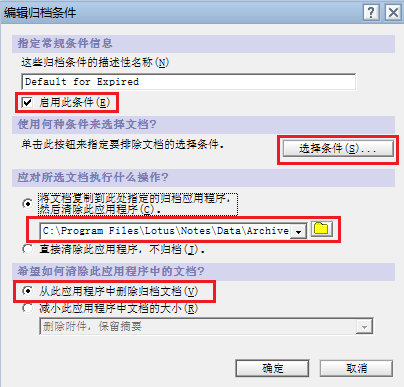 编辑归档条件
指定常规条件信息
这些归档条件的描述性名称(N)
Default for Expired
启用此条件(E)
使用何种条件来选择文档?
单击此按钮来指定要排除文档的选择条件。
选择条件(S)...
应对所选文档执行什么操作?
将文档复制到此处指定的归档应用程序,
然后清除此应用程序(C).
C:\Program Files\Lotus\Notes\Data\Archive
直接清除此应用程序, 不归档(I).
希望如何清除此应用程序中的文档?
从此应用程序中删除归档文档(V)
减小此应用程序中文档的大小(R)
删除附件, 保留摘要
确定
取消